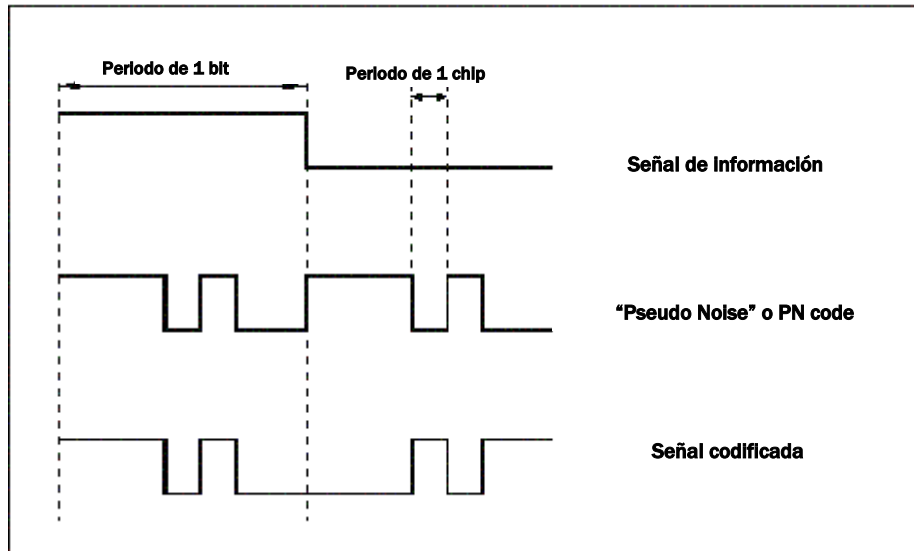 Periodo de 1 bit
Periodo de 1 chip
Señal de información
“Pseudo Noise” o PN code
Señal codificada